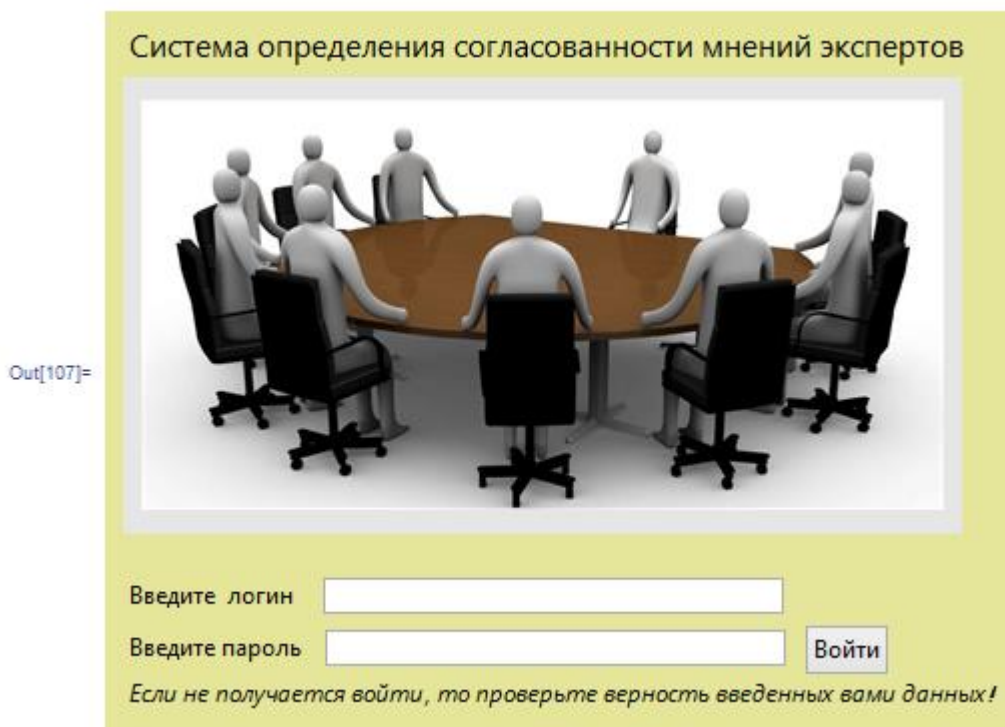 Система определения согласованности мнений экспертов
Out[107]=
Введите логин
Введите пароль Войти
Если не получается войти, то проверьте верность введенных вами данных!